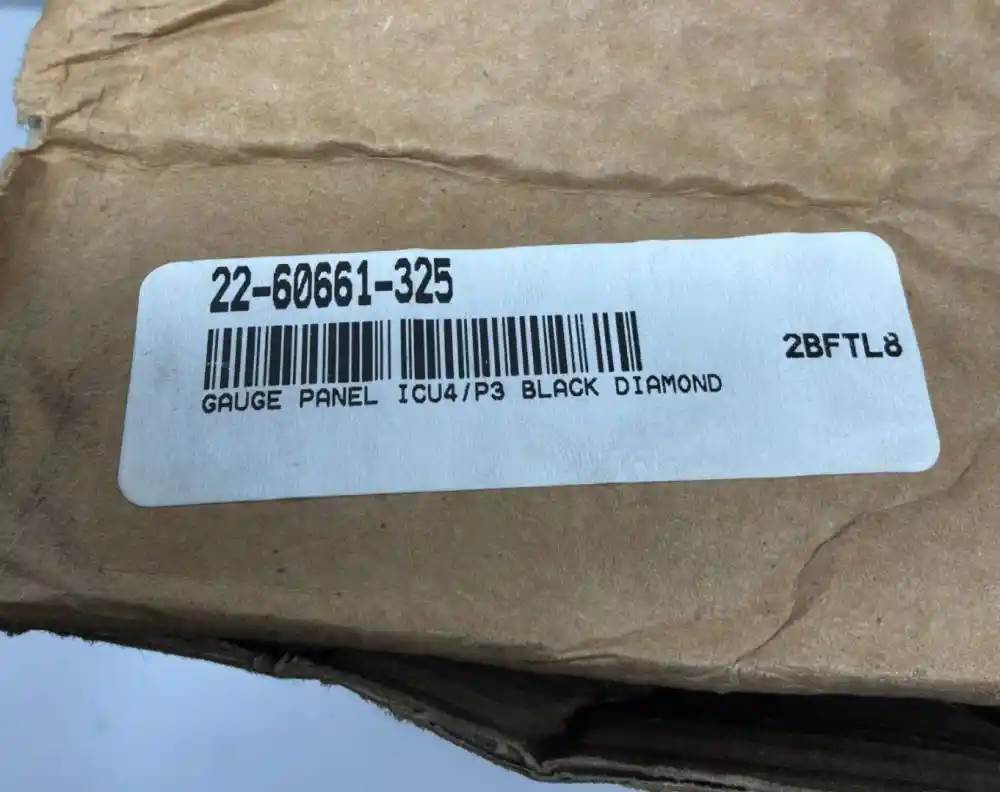 22-60661-325
2BFTL8
GAUGE PANEL ICU4/P3 BLACK DIAMOND